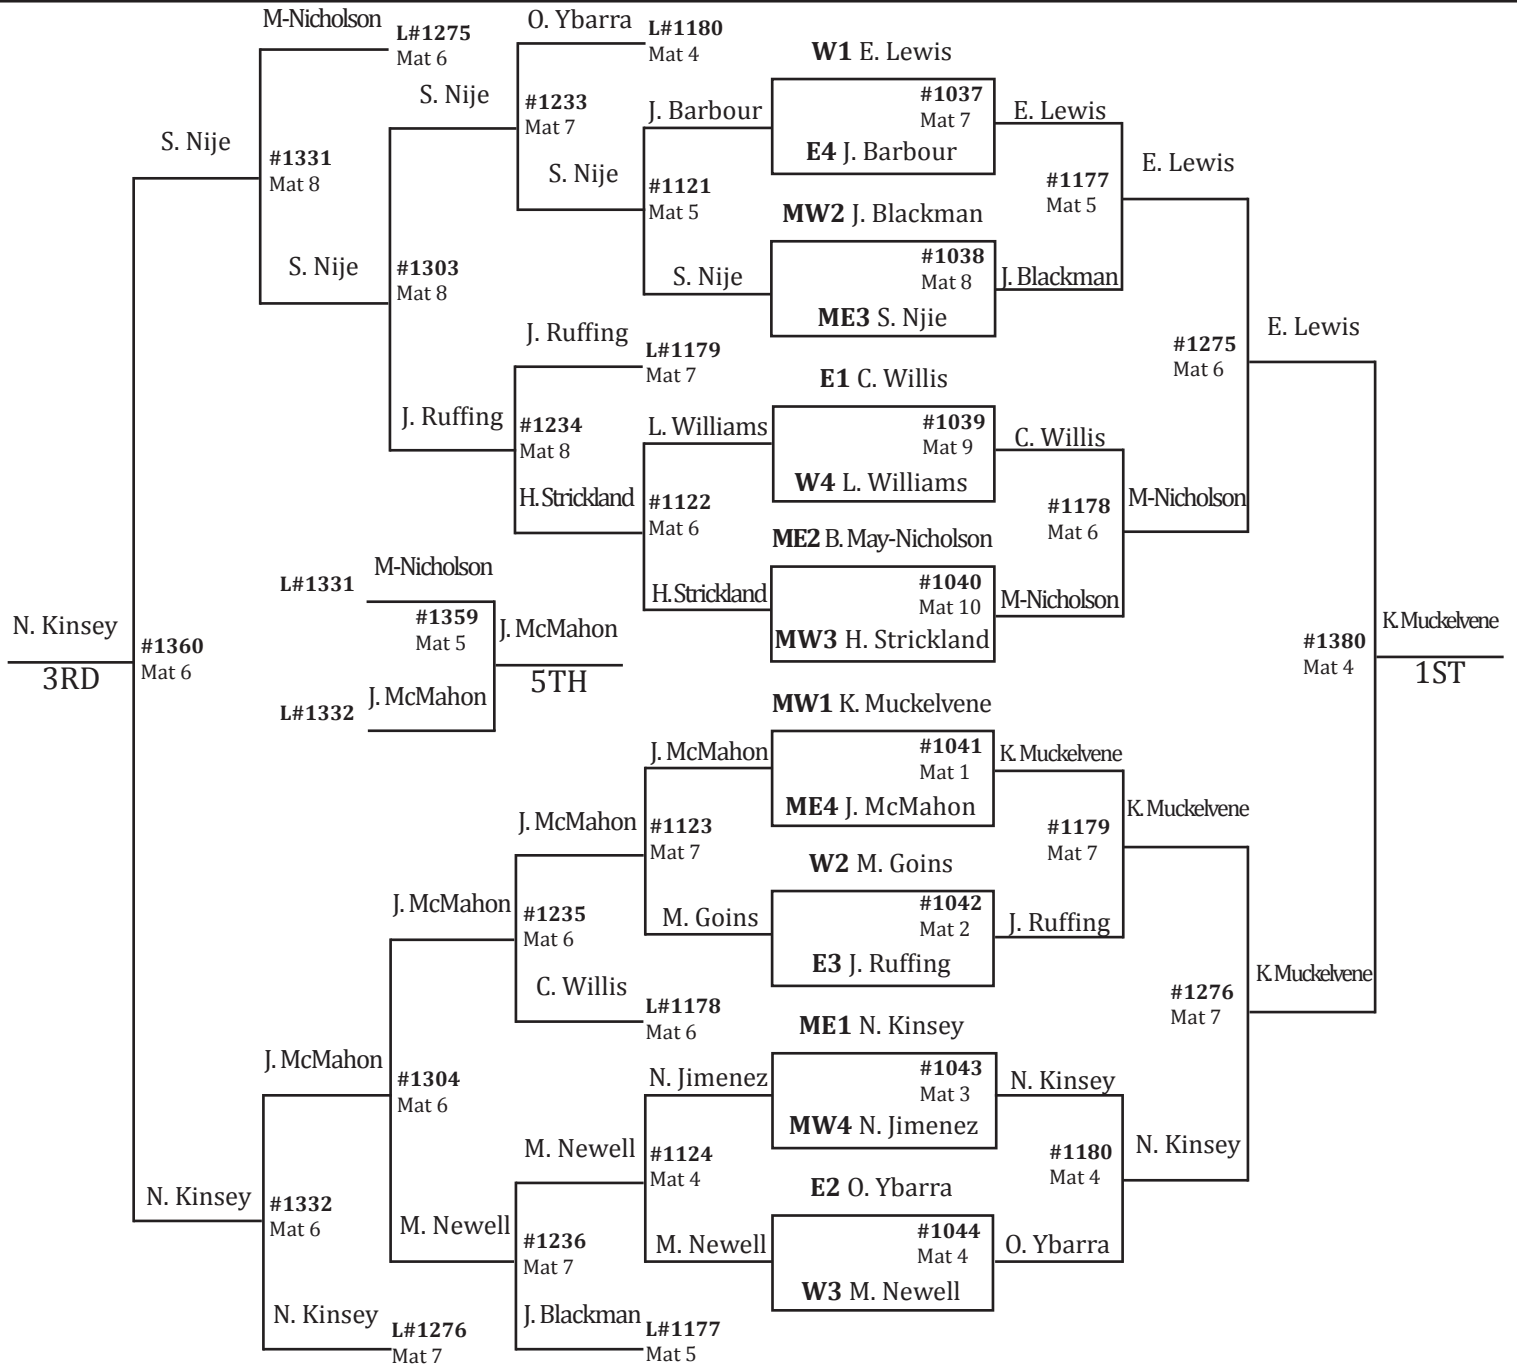 M-Nicholson
L#1275
Mat 6
O. Ybarra
L#1180
Mat 4
W1 E. Lewis
S. Nije
#1233
Mat 7
J. Barbour
#1037
Mat 7
E. Lewis
E4 J. Barbour
S. Nije
#1331
Mat 8
S. Nije
#1121
Mat 5
#1177
Mat 5
E. Lewis
MW2 J. Blackman
S. Nije
#1303
Mat 8
S. Nije
#1038
Mat 8
J. Blackman
ME3 S. Njie
J. Ruffing
L#1179
Mat 7
#1275
Mat 6
E. Lewis
E1 C. Willis
J. Ruffing
#1234
Mat 8
L. Williams
#1039
Mat 9
C. Willis
W4 L. Williams
H. Strickland
#1122
Mat 6
#1178
Mat 6
M-Nicholson
ME2 B. May-Nicholson
M-Nicholson
L#1331
H. Strickland
#1040
Mat 10
M-Nicholson
MW3 H. Strickland
N. Kinsey
3RD
#1360
Mat 6
#1359
Mat 5
J. McMahon
5TH
J. McMahon
L#1332
#1380
Mat 4
K. Muckelvene
1ST
MW1 K. Muckelvene
J. McMahon
#1041
Mat 1
K. Muckelvene
ME4 J. McMahon
J. McMahon
#1123
Mat 7
#1179
Mat 7
K. Muckelvene
W2 M. Goins
J. McMahon
#1235
Mat 6
M. Goins
#1042
Mat 2
J. Ruffing
E3 J. Ruffing
C. Willis
L#1178
Mat 6
#1276
Mat 7
K. Muckelvene
ME1 N. Kinsey
J. McMahon
#1304
Mat 6
N. Jimenez
#1043
Mat 3
N. Kinsey
MW4 N. Jimenez
M. Newell
#1124
Mat 4
#1180
Mat 4
N. Kinsey
E2 O. Ybarra
N. Kinsey
#1332
Mat 6
M. Newell
#1236
Mat 7
M. Newell
#1044
Mat 4
O. Ybarra
W3 M. Newell
N. Kinsey
L#1276
Mat 7
J. Blackman
L#1177
Mat 5